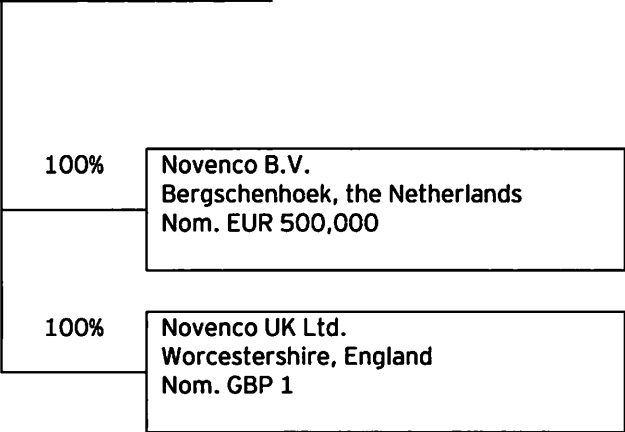 100%
Novenco B.V.
Bergschenhoek, the Netherlands
Nom. EUR 500,000
100%
Novenco UK Ltd.
Worcestershire, England
Nom. GBP 1